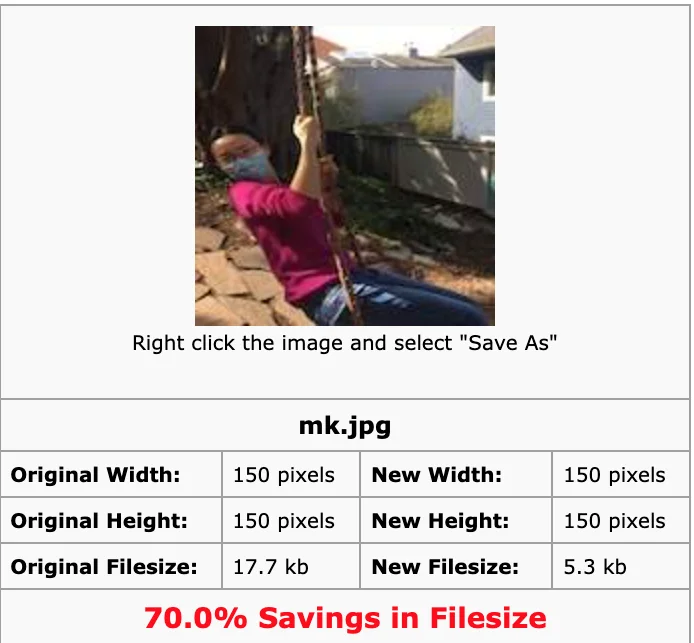 Right click the image and select "Save As"
mk.jpg
Original Width: 150 pixels New Width: 150 pixels
Original Height: 150 pixels New Height: 150 pixels
Original Filesize: 17.7 kb New Filesize: 5.3 kb
70.0% Savings in Filesize